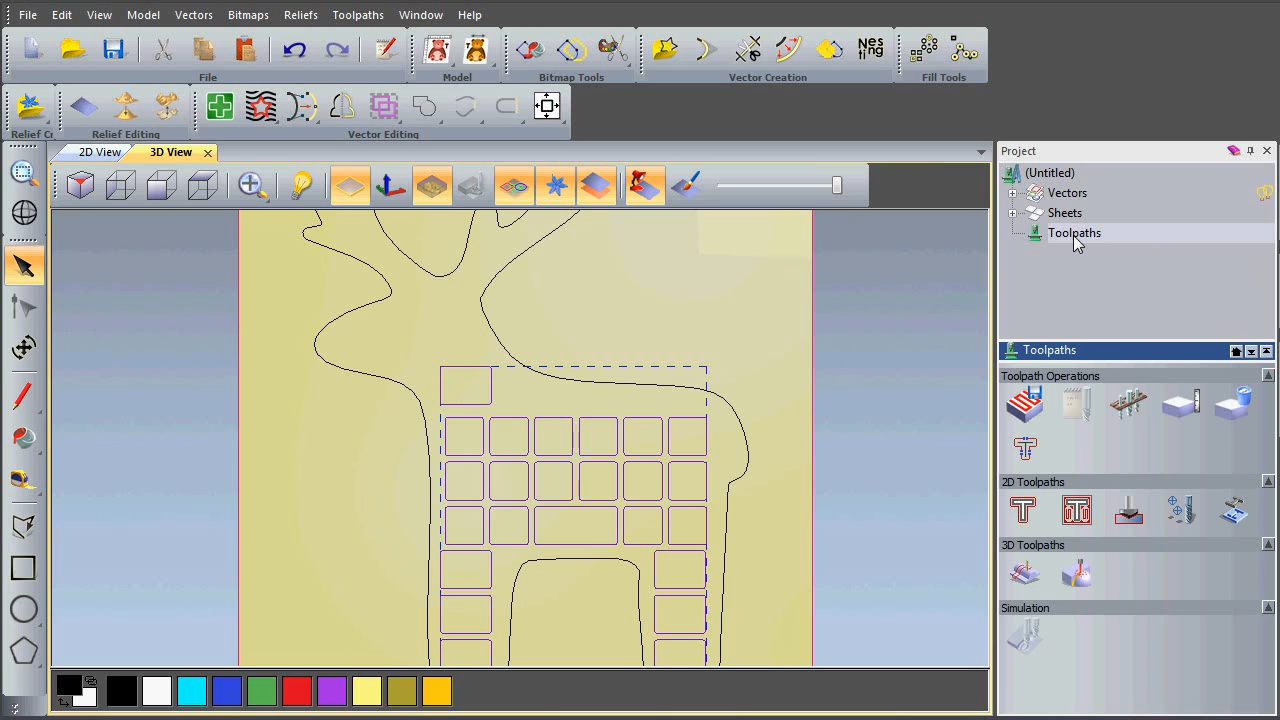 File Edit View Model Vectors Bitmaps Reliefs Toolpaths Window Help
Nes
ting
File Model Bitmap Tools Vector Creation Fill Tools
Relief Cr Relief Editing Vector Editing
2D View 3D View
Project
(Untitled)
Vectors
Sheets
Toolpaths
Toolpaths
Toolpath Operations
2D Toolpaths
3D Toolpaths
Simulation